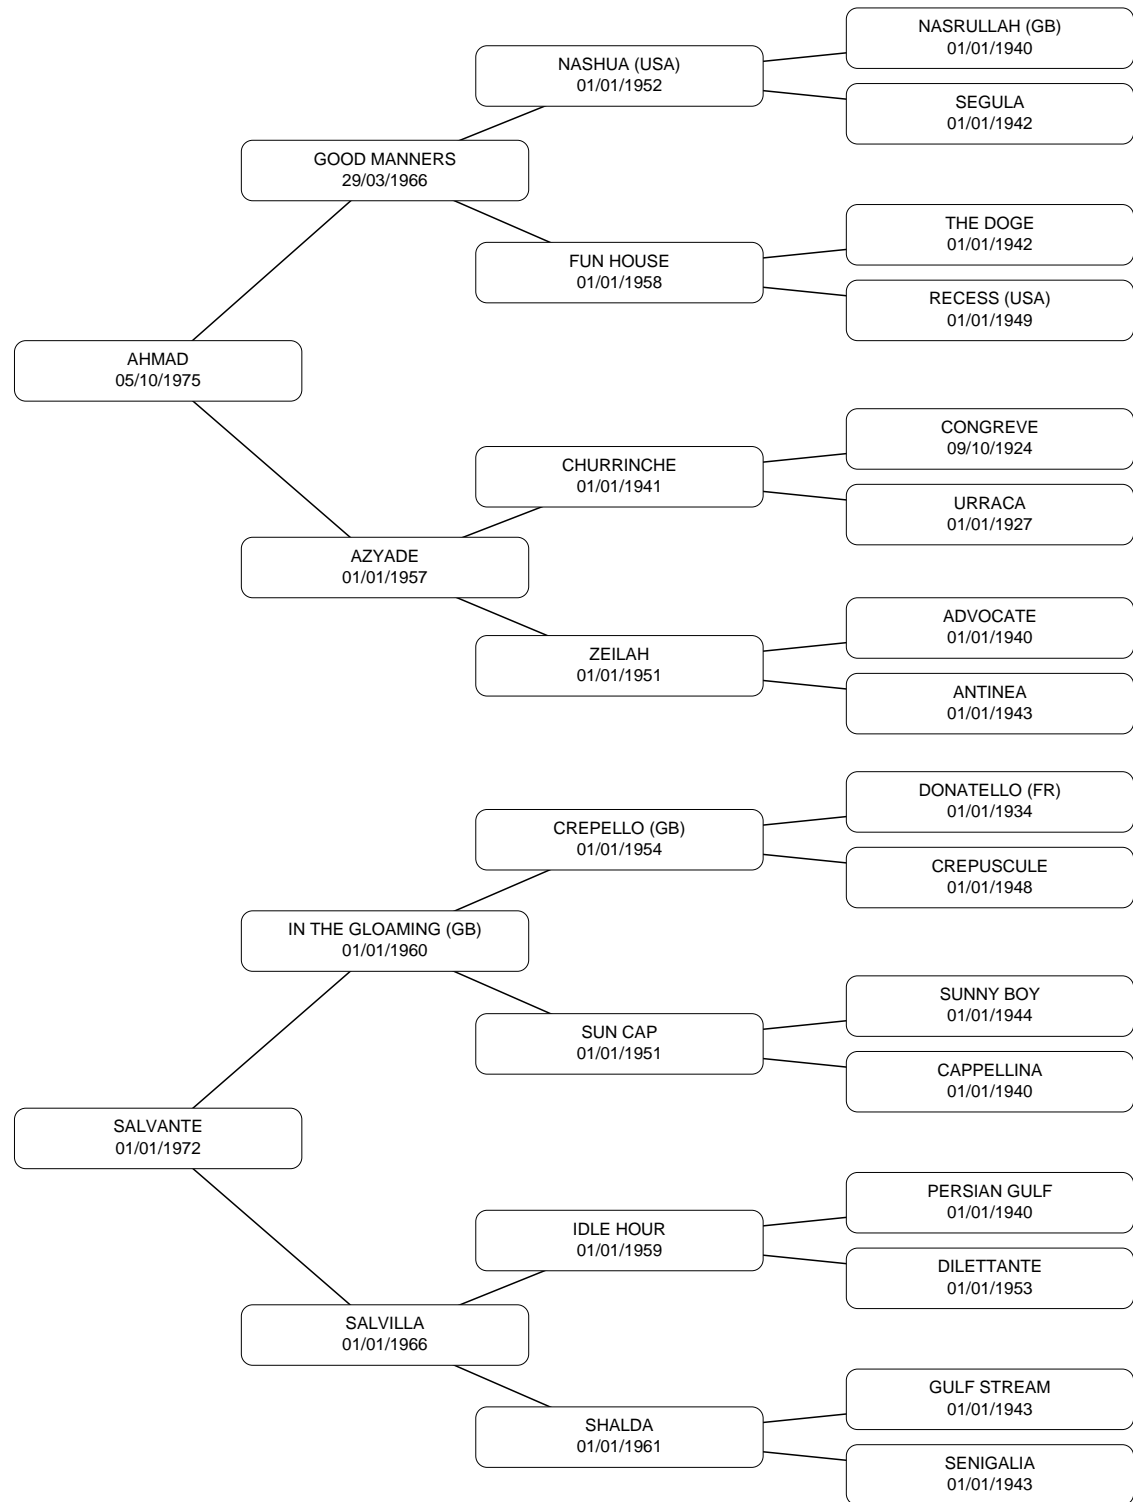 NASRULLAH (GB)
01/01/1940
NASHUA (USA)
01/01/1952
SEGULA
01/01/1942
GOOD MANNERS
29/03/1966
THE DOGE
01/01/1942
FUN HOUSE
01/01/1958
RECESS (USA)
01/01/1949
AHMAD
05/10/1975
CONGREVE
09/10/1924
CHURRINCHE
01/01/1941
URRACA
01/01/1927
AZYADE
01/01/1957
ADVOCATE
01/01/1940
ZEILAH
01/01/1951
ANTINEA
01/01/1943
DONATELLO (FR)
01/01/1934
CREPELLO (GB)
01/01/1954
CREPUSCULE
01/01/1948
IN THE GLOAMING (GB)
01/01/1960
SUNNY BOY
01/01/1944
SUN CAP
01/01/1951
CAPPELLINA
01/01/1940
SALVANTE
01/01/1972
PERSIAN GULF
01/01/1940
IDLE HOUR
01/01/1959
DILETTANTE
01/01/1953
SALVILLA
01/01/1966
GULF STREAM
01/01/1943
SHALDA
01/01/1961
SENIGALIA
01/01/1943